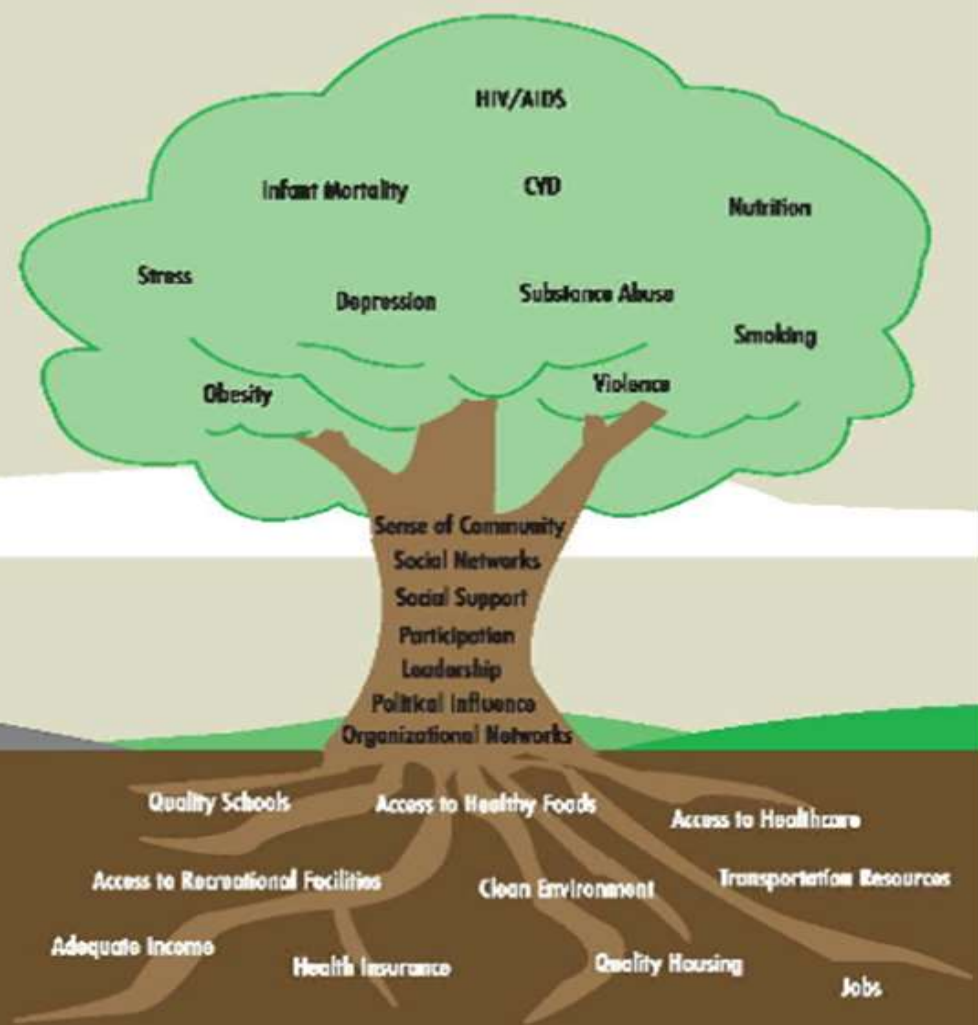 HIV/AIDS
Infant Mortality
CVD
Nutrition
Stress
Depression
Substance Abuse
Smoking
Obesity
Violence
Sense of Community
Social Networks
Social Support
Participation
Leadership
Political Influence
Organizational Networks
Quality Schools
Access to Healthy Foods
Access to Healthcare
Access to Recreational Facilities
Clean Environment
Transportation Resources
Adequate Income
Health Insurance
Quality Housing
Jobs